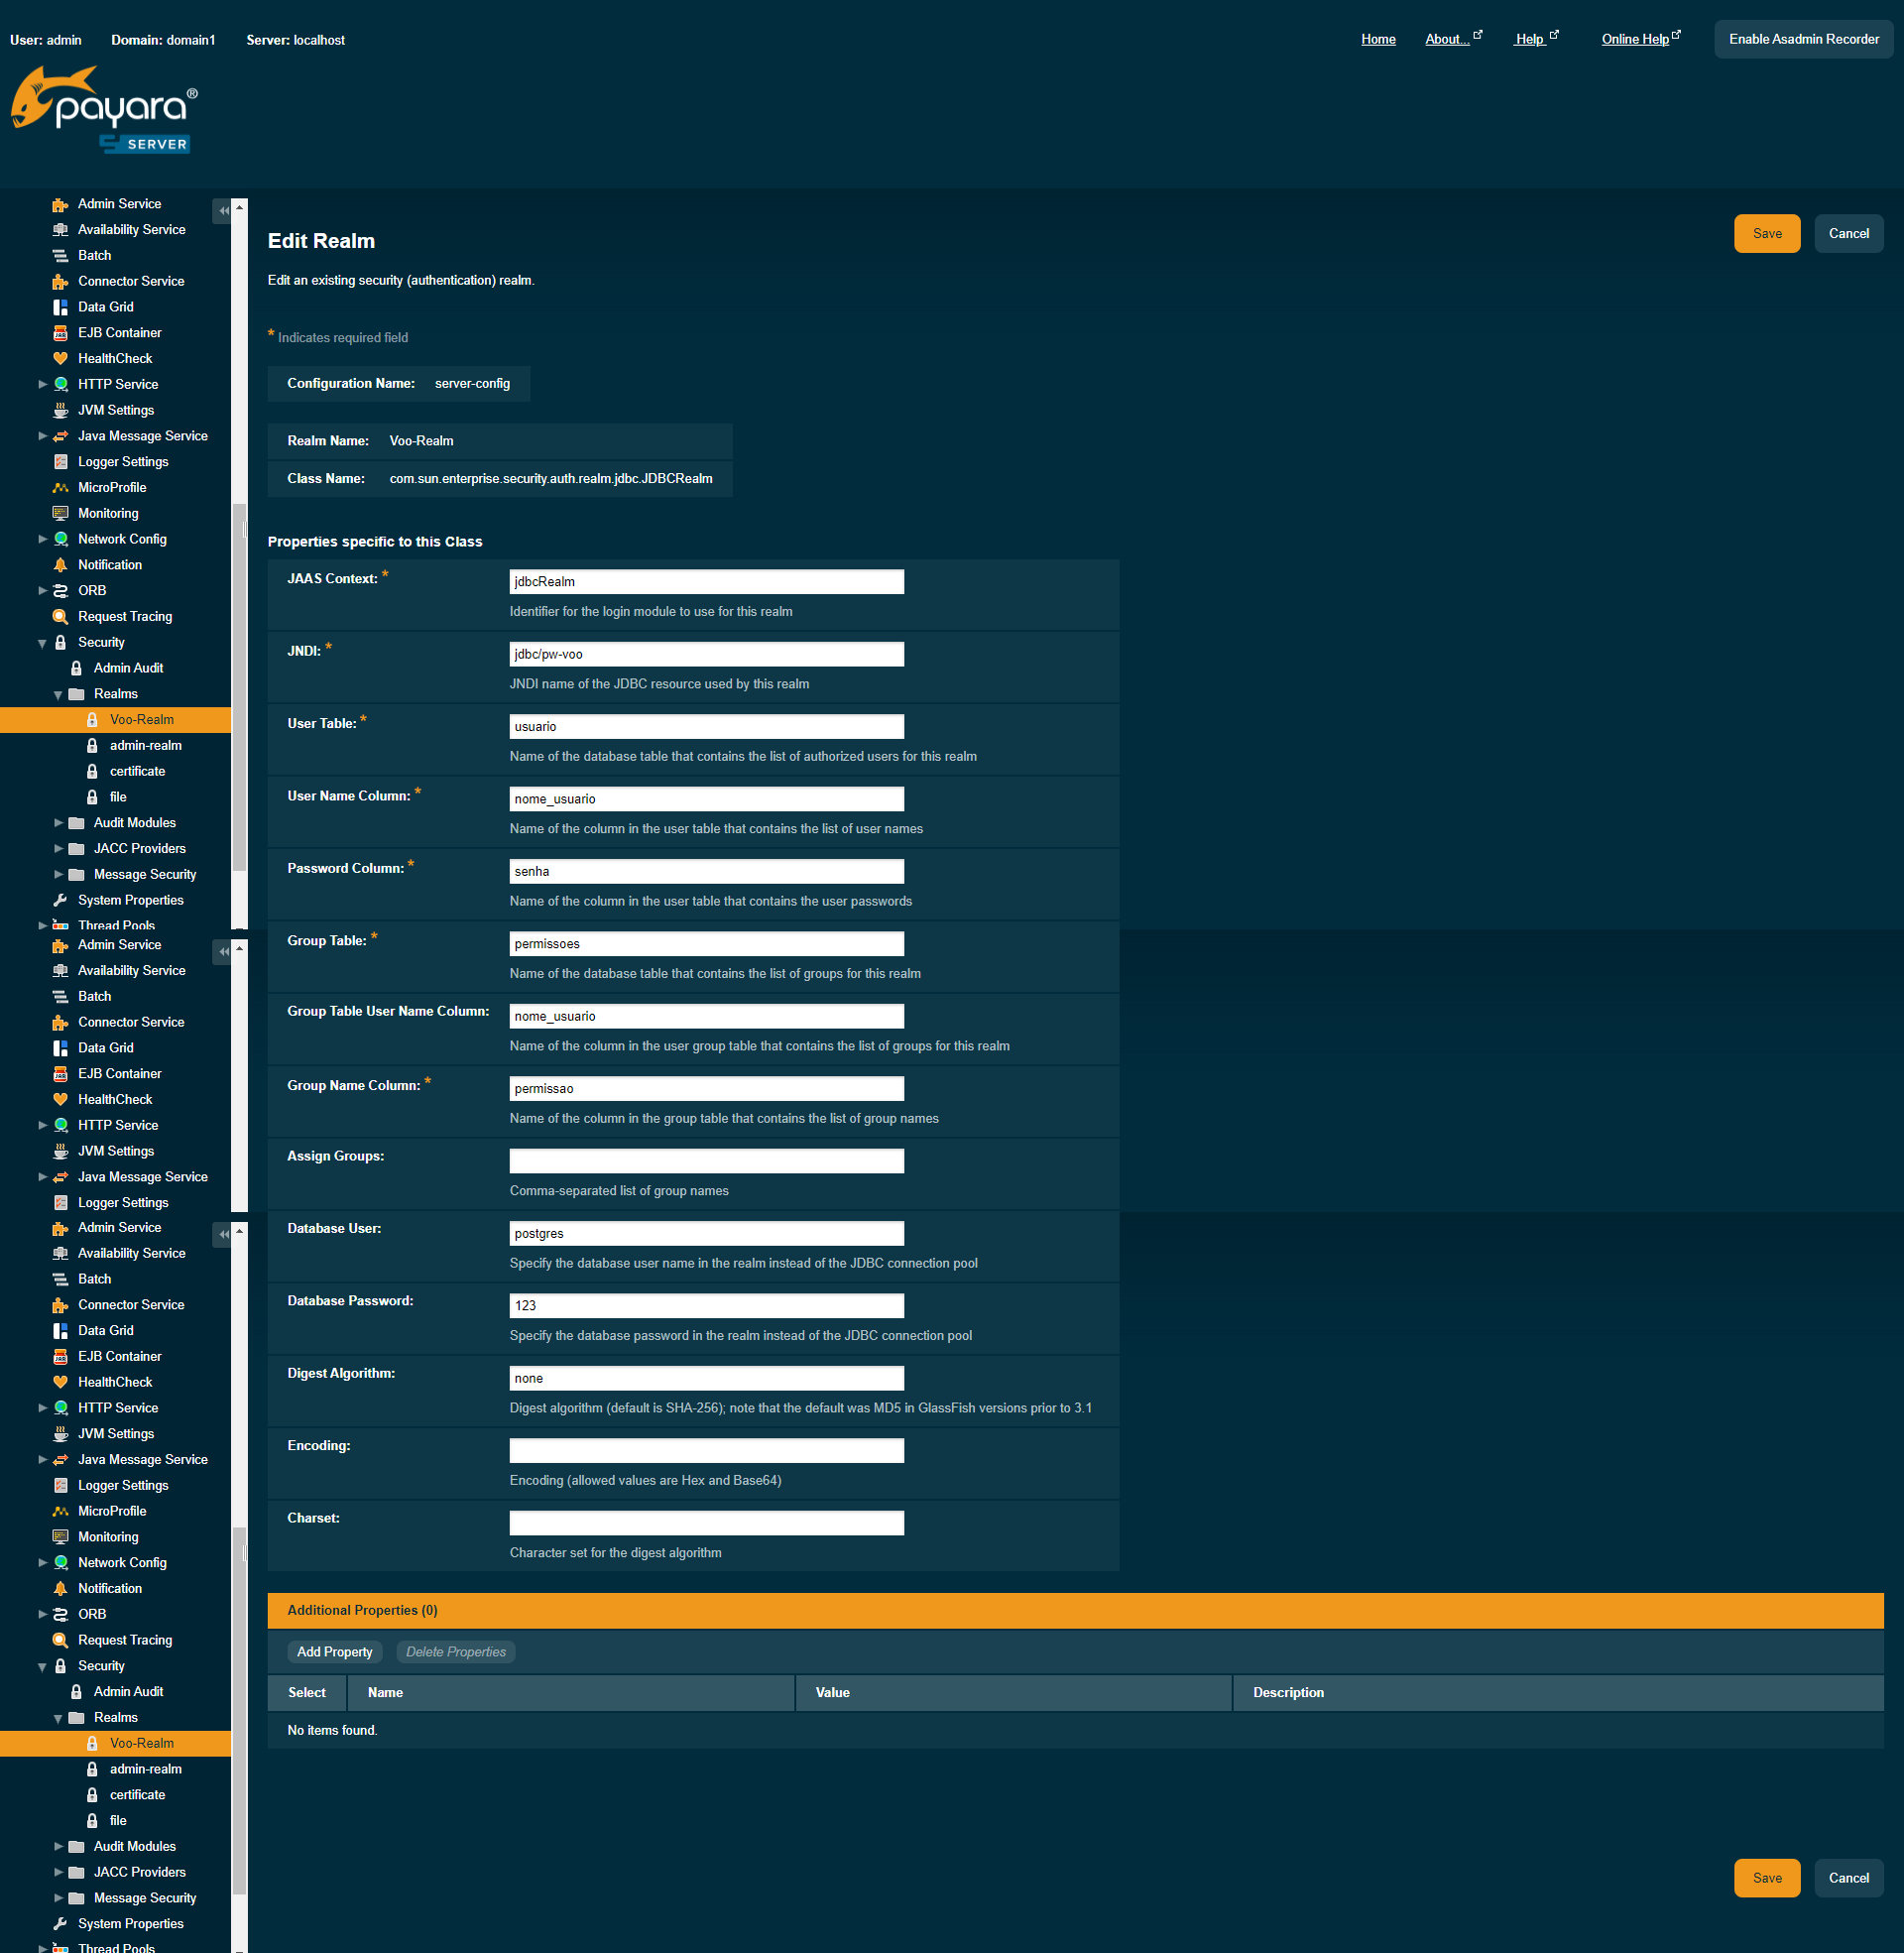 User: admin Domain: domain1 Server: localhost
Home About... Help Online Help Enable Asadmin Recorder
payara®
SERVER
Admin Service
Availability Service
Batch
Connector Service
Data Grid
EJB Container
HealthCheck
HTTP Service
JVM Settings
Java Message Service
Logger Settings
MicroProfile
Monitoring
Network Config
Notification
ORB
Request Tracing
Security
Admin Audit
Realms
Voo-Realm
admin-realm
certificate
file
Audit Modules
JACC Providers
Message Security
System Properties
Thread Pools
Admin Service
Availability Service
Batch
Connector Service
Data Grid
EJB Container
HealthCheck
HTTP Service
JVM Settings
Java Message Service
Logger Settings
Admin Service
Availability Service
Batch
Connector Service
Data Grid
EJB Container
HealthCheck
HTTP Service
JVM Settings
Java Message Service
Logger Settings
MicroProfile
Monitoring
Network Config
Notification
ORB
Request Tracing
Security
Admin Audit
Realms
Voo-Realm
admin-realm
certificate
file
Audit Modules
JACC Providers
Message Security
System Properties
Thread Pools
Edit Realm
Save Cancel
Edit an existing security (authentication) realm.
* Indicates required field
Configuration Name: server-config
Realm Name: Voo-Realm
Class Name: com.sun.enterprise.security.auth.realm.jdbc.JDBCRealm
Properties specific to this Class
JAAS Context: * jdbcRealm
Identifier for the login module to use for this realm
JNDI: * jdbc/pw-voo
JNDI name of the JDBC resource used by this realm
User Table: * usuario
Name of the database table that contains the list of authorized users for this realm
User Name Column: * nome_usuario
Name of the column in the user table that contains the list of user names
Password Column: * senha
Name of the column in the user table that contains the user passwords
Group Table: * permissoes
Name of the database table that contains the list of groups for this realm
Group Table User Name Column: nome_usuario
Name of the column in the user group table that contains the list of groups for this realm
Group Name Column: * permissao
Name of the column in the group table that contains the list of group names
Assign Groups:
Comma-separated list of group names
Database User: postgres
Specify the database user name in the realm instead of the JDBC connection pool
Database Password: 123
Specify the database password in the realm instead of the JDBC connection pool
Digest Algorithm: none
Digest algorithm (default is SHA-256); note that the default was MD5 in GlassFish versions prior to 3.1
Encoding:
Encoding (allowed values are Hex and Base64)
Charset:
Character set for the digest algorithm
Additional Properties (0)
Add Property Delete Properties
Select Name Value Description
No items found.
Save Cancel